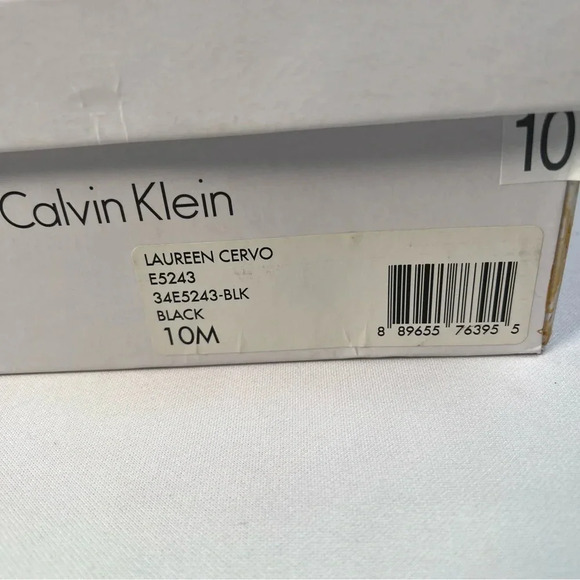 10
Calvin Klein
LAUREEN CERVO
E5243
34E5243-BLK
BLACK
10M
8 89655 76395 5